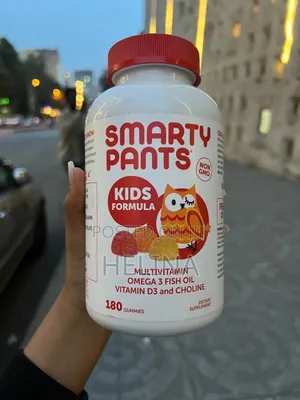 SMARTY
PANTS®
NON
GMO
KIDS
FORMULA
HELINA
MULTIVITAMIN
OMEGA 3 FISH OIL
VITAMIN D3 and CHOLINE
180 GUMMIES
DIETARY
SUPPLEMENT